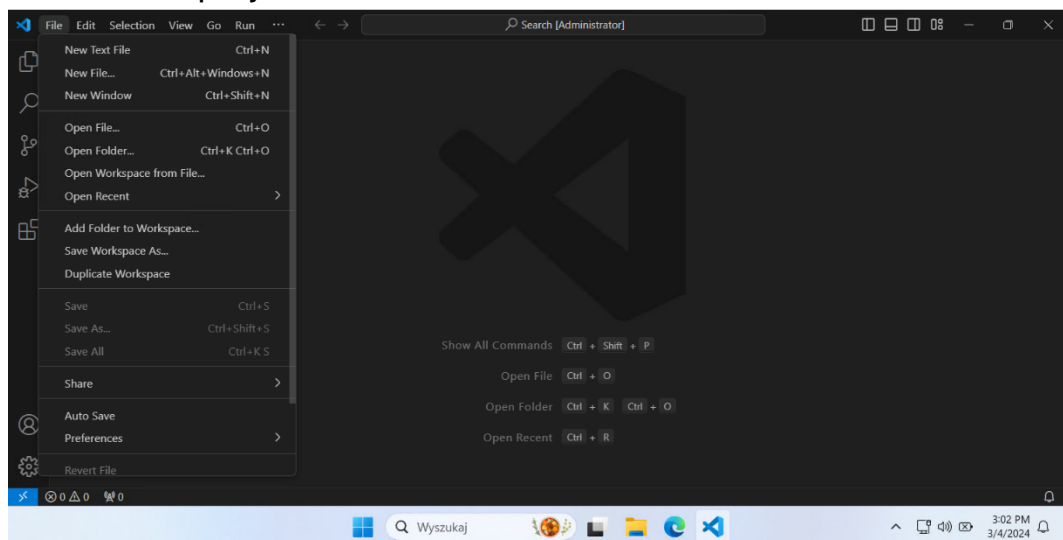 File Edit Selection View Go Run ··· Search [Administrator]
New Text File Ctrl+N
New File... Ctrl+Alt+Windows+N
New Window Ctrl+Shift+N
Open File... Ctrl+O
Open Folder... Ctrl+K Ctrl+O
Open Workspace from File...
Open Recent
Add Folder to Workspace...
Save Workspace As...
Duplicate Workspace
Save Ctrl+S
Save As... Ctrl+Shift+S
Save All Ctrl+K S
Share
Auto Save
Preferences
Revert File
Show All Commands Ctrl + Shift + P
Open File Ctrl + O
Open Folder Ctrl + K Ctrl + O
Open Recent Ctrl + R
0 0 0
Wyszukaj
3:02 PM
3/4/2024